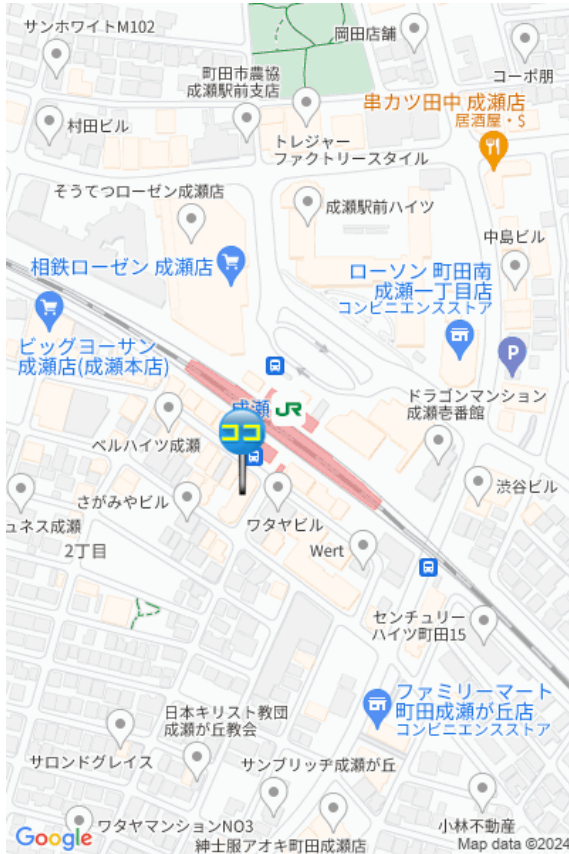 サンホワイトM102
岡田店舗
コーポ朋
町田市農協
成瀬駅前支店
串カツ田中 成瀬店
居酒屋・$
村田ビル
トレジャー
ファクトリースタイル
そうてつローゼン成瀬店
成瀬駅前ハイツ
中島ビル
相鉄ローゼン 成瀬店
ローソン 町田南
成瀬一丁目店
コンビニエンスストア
ビッグヨーサン
成瀬店(成瀬本店)
P
ドラゴンマンション
成瀬壱番館
成瀬 JR
ココ
ベルハイツ成瀬
渋谷ビル
さがみやビル
ュネス成瀬
ワタヤビル
2丁目
Wert
センチュリー
ハイツ町田15
ファミリーマート
町田成瀬が丘店
コンビニエンスストア
日本キリスト教団
成瀬が丘教会
サロンドグレイス
サンブリッヂ成瀬が丘
ワタヤマンションNO3
小林不動産
Google
紳士服アオキ町田成瀬店
Map data ©2024